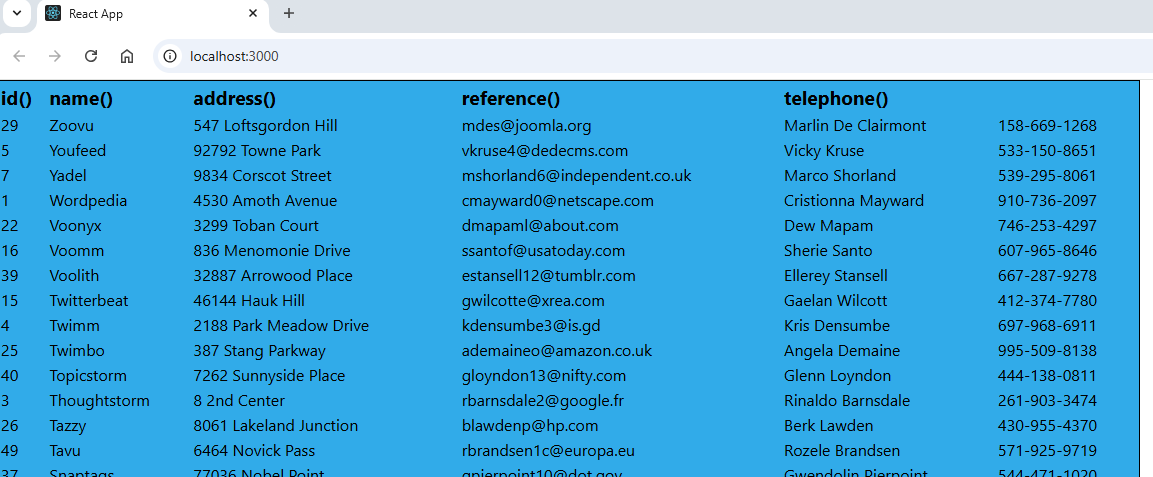 React App
localhost:3000
id() name() address() reference() telephone()
29 Zoovu 547 Loftsgordon Hill mdes@joomla.org Marlin De Clairmont 158-669-1268
5 Youfeed 92792 Towne Park vkruse4@dedecms.com Vicky Kruse 533-150-8651
7 Yadel 9834 Corscot Street mshorland6@independent.co.uk Marco Shorland 539-295-8061
1 Wordpedia 4530 Amoth Avenue cmayward0@netscape.com Cristionna Mayward 910-736-2097
22 Voonyx 3299 Toban Court dmapaml@about.com Dew Mapam 746-253-4297
16 Voomm 836 Menomonie Drive ssantof@usatoday.com Sherie Santo 607-965-8646
39 Voolith 32887 Arrowood Place estansell12@tumblr.com Ellerey Stansell 667-287-9278
15 Twitterbeat 46144 Hauk Hill gwilcotte@xrea.com Gaelan Wilcott 412-374-7780
4 Twimm 2188 Park Meadow Drive kdensumbe3@is.gd Kris Densumbe 697-968-6911
25 Twimbo 387 Stang Parkway ademaineo@amazon.co.uk Angela Demaine 995-509-8138
40 Topicstorm 7262 Sunnyside Place gloyndon13@nifty.com Glenn Loyndon 444-138-0811
3 Thoughtstorm 8 2nd Center rbarnsdale2@google.fr Rinaldo Barnsdale 261-903-3474
26 Tazzy 8061 Lakeland Junction blawdenp@hp.com Berk Lawden 430-955-4370
49 Tavu 6464 Novick Pass rbrandsen1c@europa.eu Rozele Brandsen 571-925-9719
37 Snaptags 77036 Nobel Point gpierpoint10@dot.gov Gwendolin Pierpoint 544-471-1020